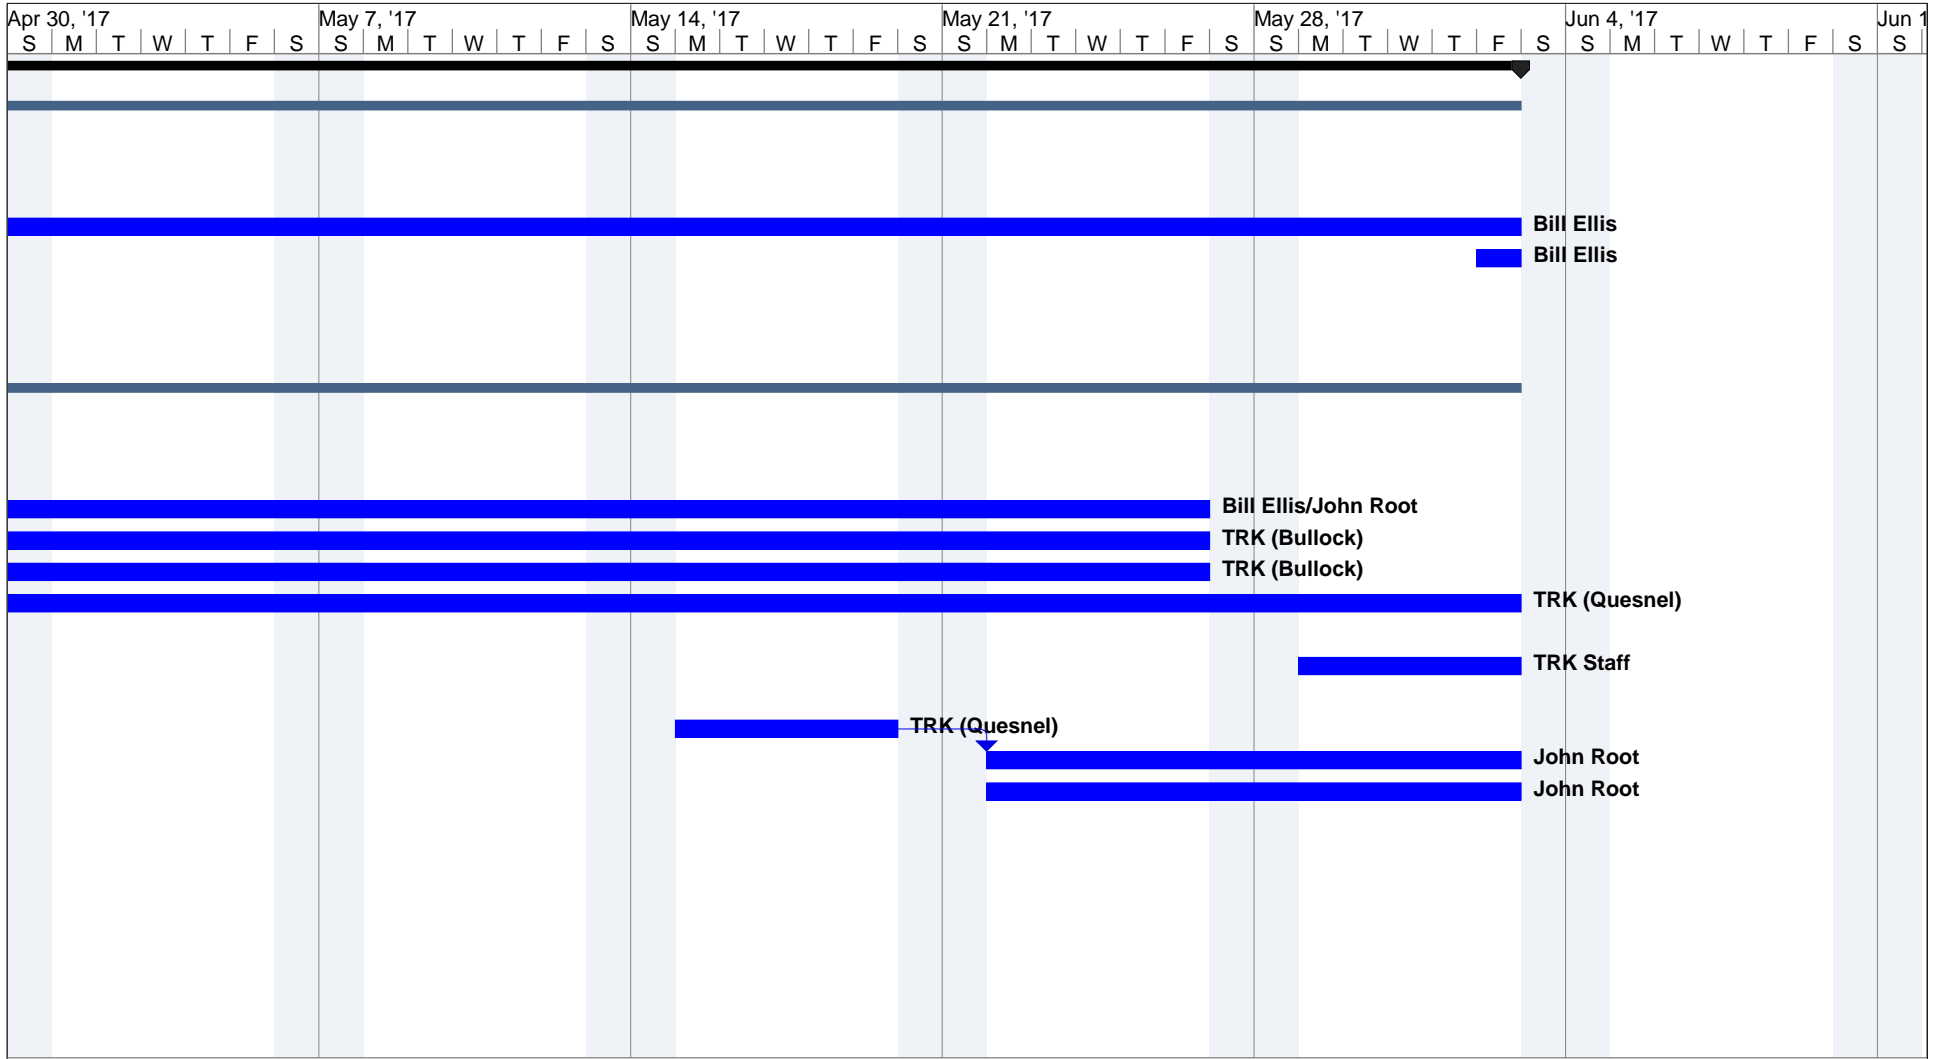 Apr 30, '17 May 7, '17 May 14, '17 May 21, '17 May 28, '17 Jun 4, '17 Jun 1
S M T W T F S S M T W T F S S M T W T F S S M T W T F S S M T W T F S S M T W T F S S
Bill Ellis
Bill Ellis
Bill Ellis/John Root
TRK (Bullock)
TRK (Bullock)
TRK (Quesnel)
TRK Staff
TRK (Quesnel)
John Root
John Root